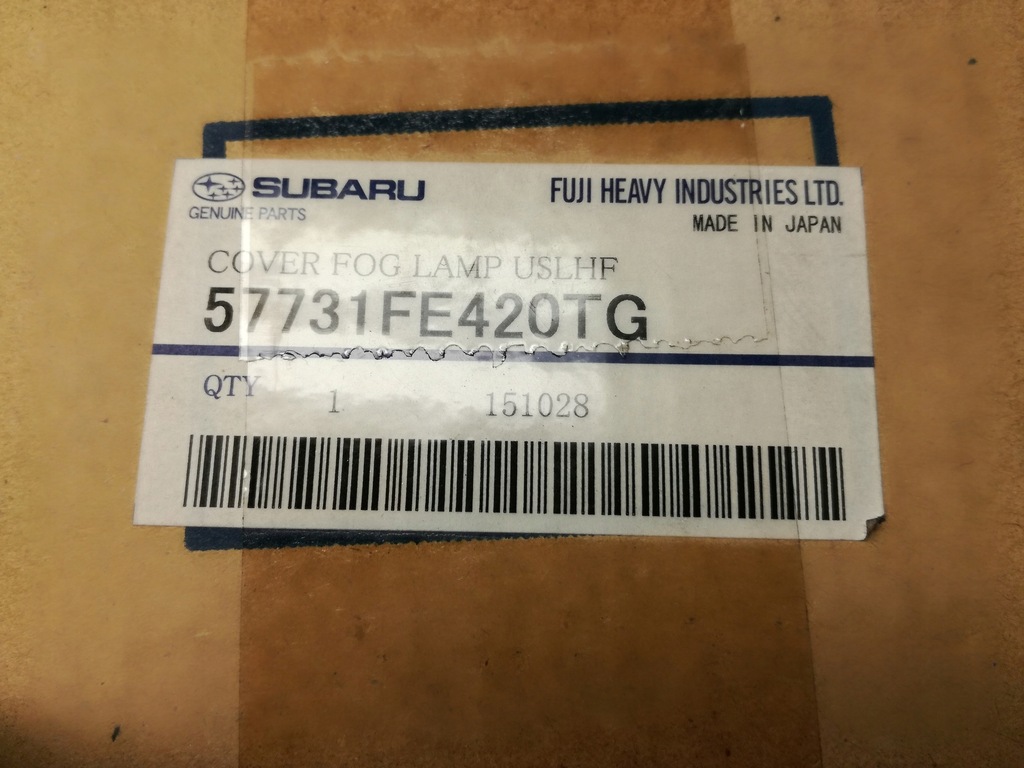 SUBARU
GENUINE PARTS
FUJI HEAVY INDUSTRIES LTD.
MADE IN JAPAN
COVER FOG LAMP USLHF
57731FE420TG
QTY
1 151028